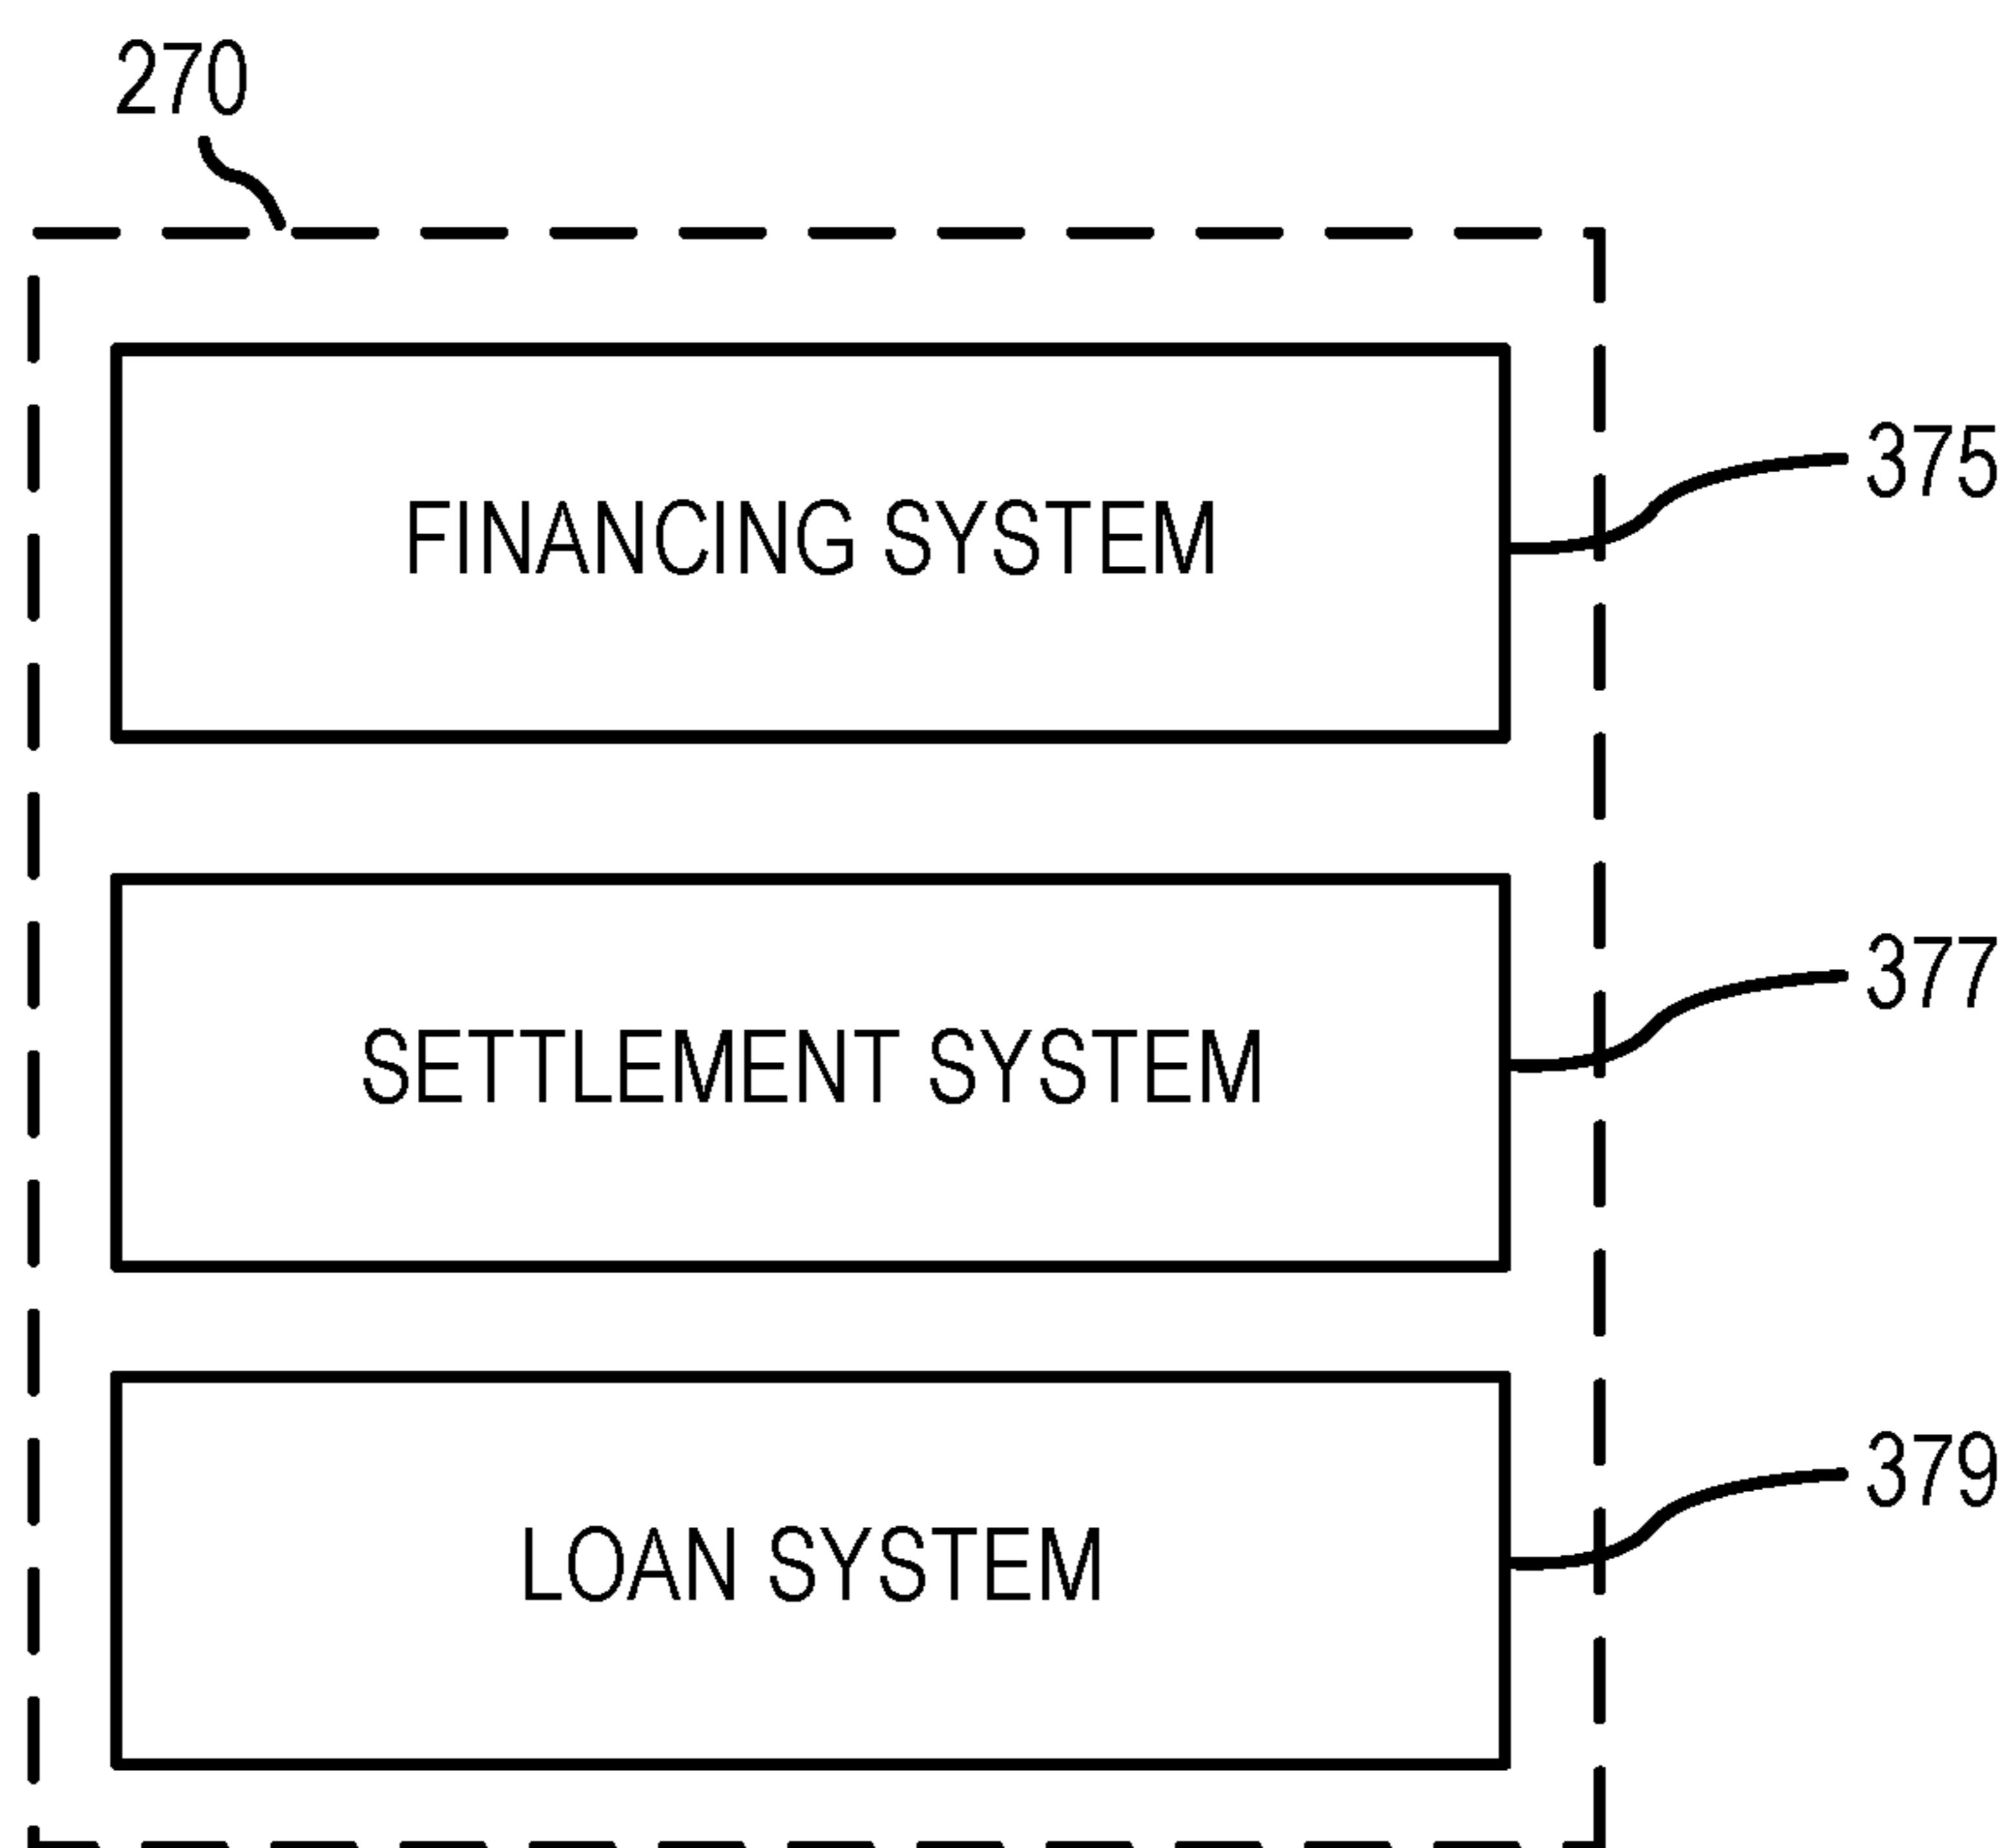 270
FINANCING SYSTEM
375
SETTLEMENT SYSTEM
377
LOAN SYSTEM
379